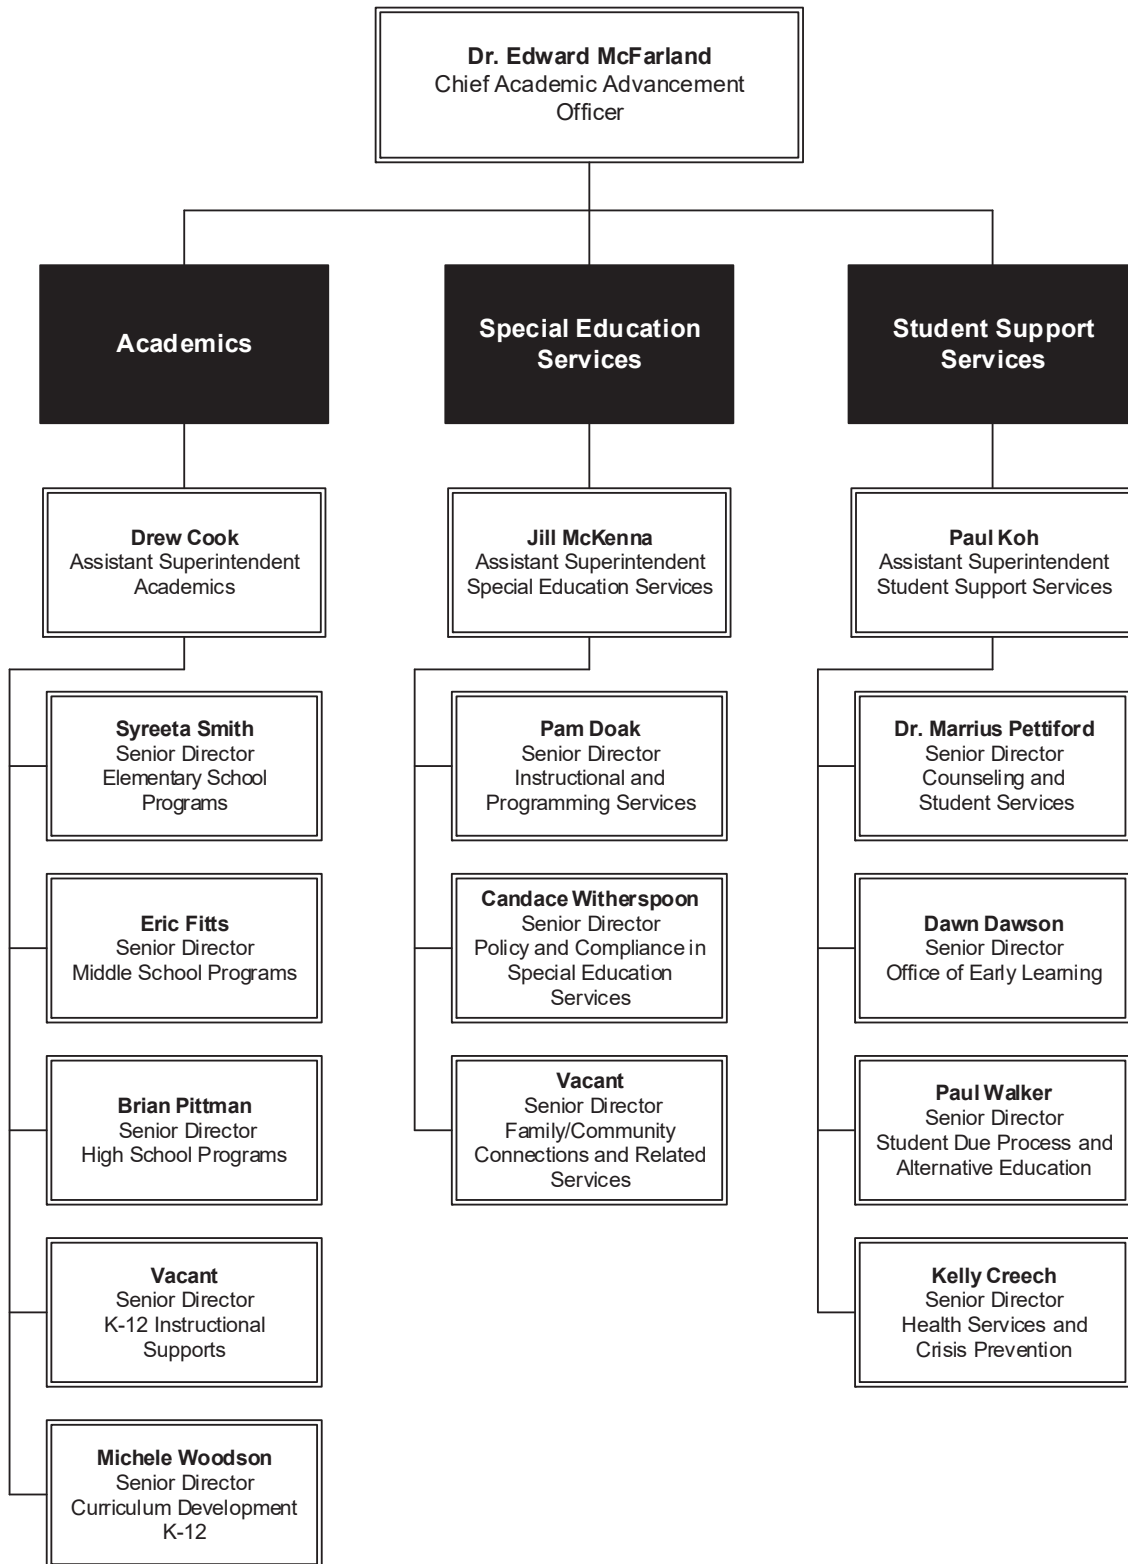 Dr. Edward McFarland
Chief Academic Advancement
Officer
Academics
Special Education
Services
Student Support
Services
Drew Cook
Assistant Superintendent
Academics
Jill McKenna
Assistant Superintendent
Special Education Services
Paul Koh
Assistant Superintendent
Student Support Services
Syreeta Smith
Senior Director
Elementary School
Programs
Pam Doak
Senior Director
Instructional and
Programming Services
Dr. Marrius Pettiford
Senior Director
Counseling and
Student Services
Eric Fitts
Senior Director
Middle School Programs
Candace Witherspoon
Senior Director
Policy and Compliance in
Special Education
Services
Dawn Dawson
Senior Director
Office of Early Learning
Brian Pittman
Senior Director
High School Programs
Vacant
Senior Director
Family/Community
Connections and Related
Services
Paul Walker
Senior Director
Student Due Process and
Alternative Education
Vacant
Senior Director
K-12 Instructional
Supports
Kelly Creech
Senior Director
Health Services and
Crisis Prevention
Michele Woodson
Senior Director
Curriculum Development
K-12